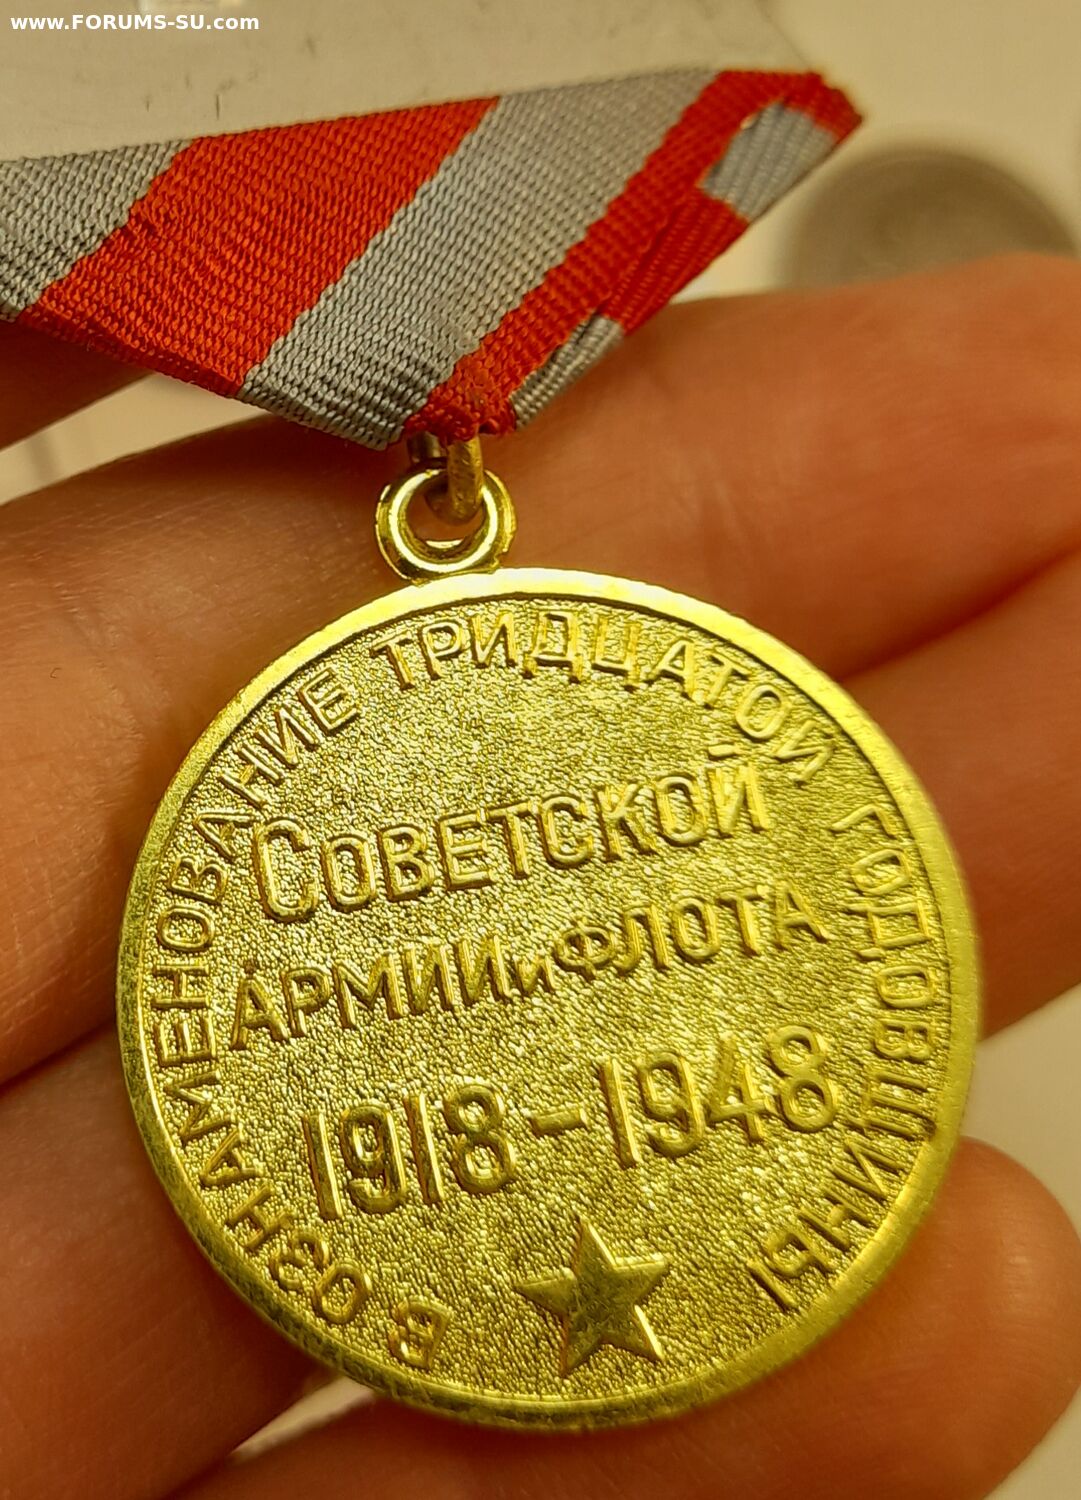 www.FORUMS-SU.com
В ОЗНАМЕНОВАНИЕ ТРИДЦАТОЙ ГОДОВЩИНЫ
СОВЕТСКОЙ
АРМИИ и ФЛОТА
1918-1948